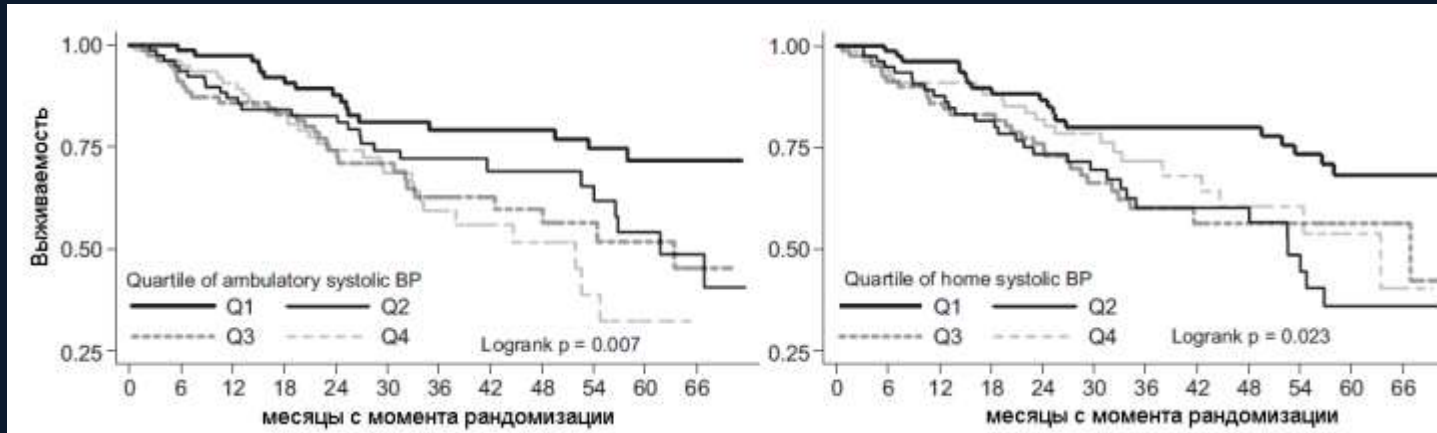 Выживаемость
1.00
0.75
0.50
0.25
Quartile of ambulatory systolic BP
Q1 Q2
Q3 Q4
Logrank p = 0.007
0 6 12 18 24 30 36 42 48 54 60 66
месяцы с момента рандомизации
1.00
0.75
0.50
0.25
Quartile of home systolic BP
Q1 Q2
Q3 Q4
Logrank p = 0.023
0 6 12 18 24 30 36 42 48 54 60 66
месяцы с момента рандомизации